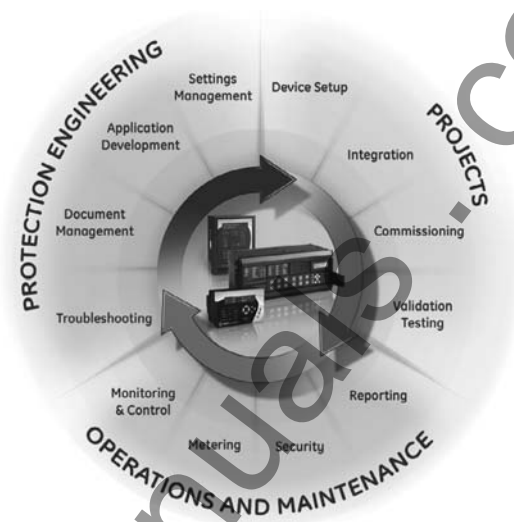 PROTECTION ENGINEERING
PROJECTS
OPERATIONS AND MAINTENANCE
Settings
Management
Device Setup
Application
Development
Integration
Document
Management
Commissioning
Troubleshooting
Validation
Testing
Monitoring
& Control
Reporting
Metering
Security